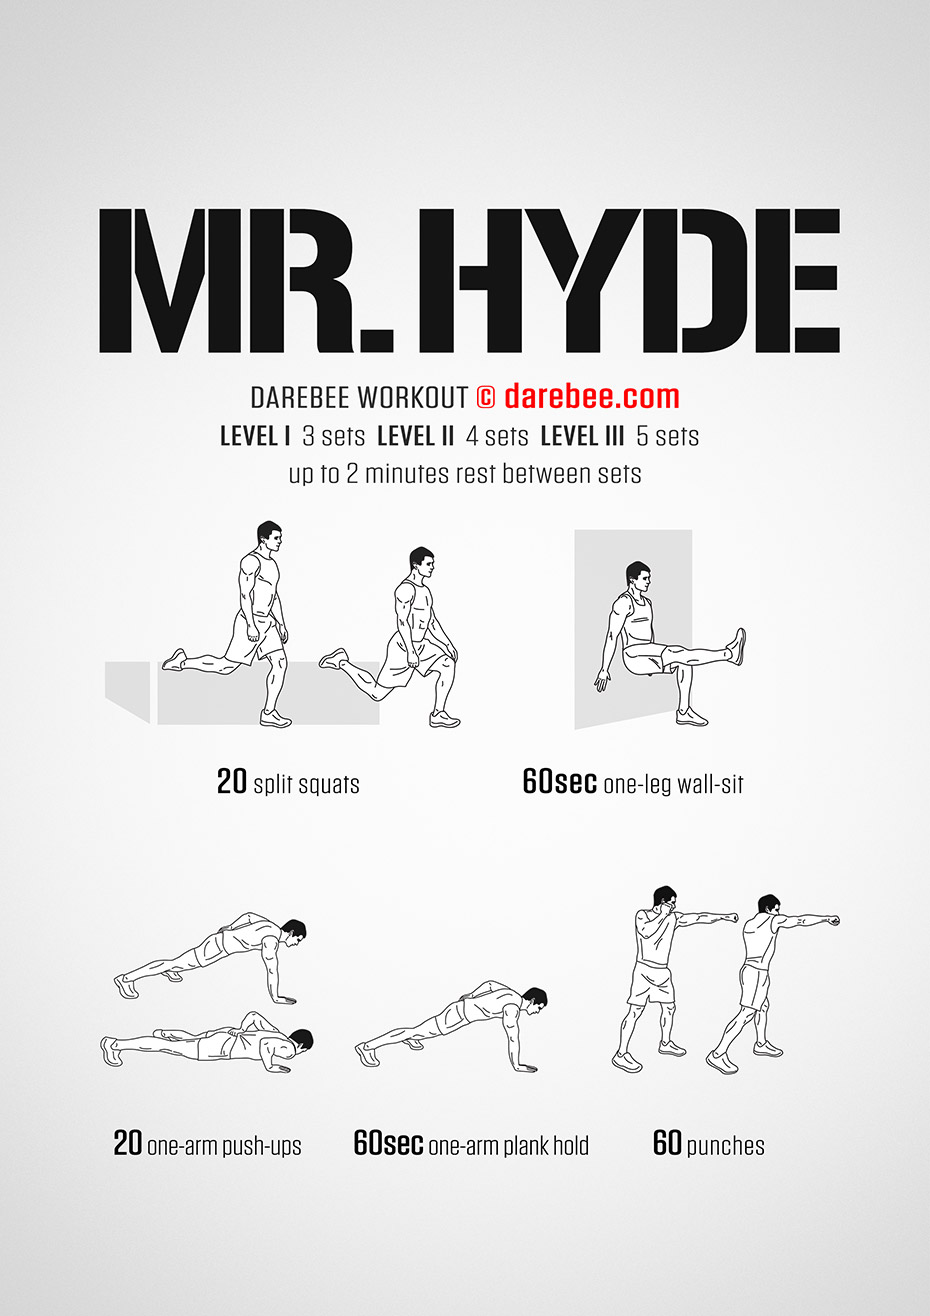 MR. HYDE
DAREBEE WORKOUT © darebee.com
LEVEL I 3 sets LEVEL II 4 sets LEVEL III 5 sets
up to 2 minutes rest between sets
20 split squats
60sec one-leg wall-sit
20 one-arm push-ups
60sec one-arm plank hold
60 punches